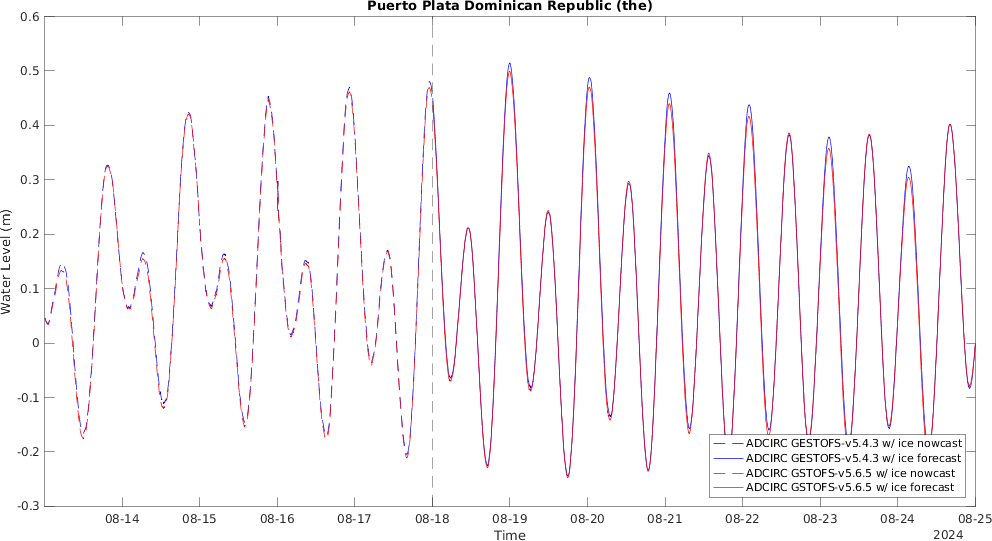 Puerto Plata Dominican Republic (the)
0.6
0.5
0.4
0.3
0.2
0.1
0
-0.1
-0.2
-0.3
Water Level (m)
ADCIRC GESTOFS-v5.4.3 w/ ice nowcast
ADCIRC GESTOFS-v5.4.3 w/ ice forecast
ADCIRC GSTOFS-v5.6.5 w/ ice nowcast
ADCIRC GSTOFS-v5.6.5 w/ ice forecast
08-14 08-15 08-16 08-17 08-18 08-19 08-20 08-21 08-22 08-23 08-24 08-25
Time
2024